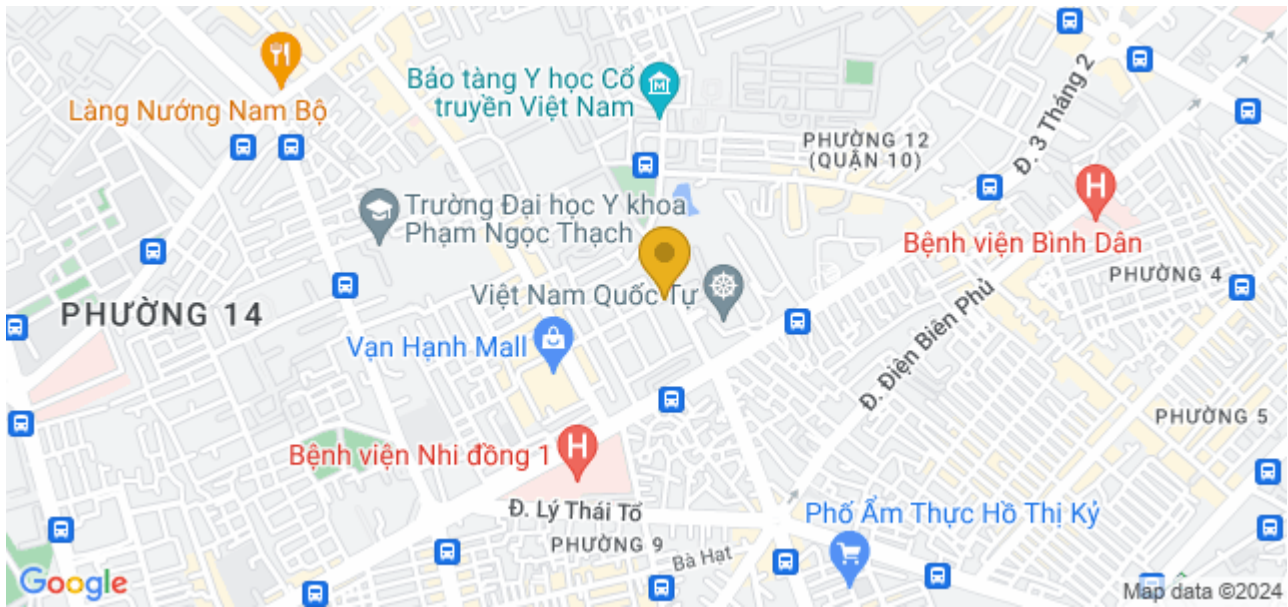 Làng Nướng Nam Bộ
Bảo tàng Y học Cổ
truyền Việt Nam
PHƯỜNG 12
(QUẬN 10)
Đ. 3 Tháng 2
Trường Đại học Y khoa
Phạm Ngọc Thạch
H
Bệnh viện Bình Dân
PHƯỜNG 4
Việt Nam Quốc Tự
PHƯỜNG 14
Vạn Hạnh Mall
Đ. Điện Biên Phủ
PHƯỜNG 5
Bệnh viện Nhi đồng 1
H
Đ. Lý Thái Tổ
Phố Ẩm Thực Hồ Thị Kỷ
PHƯỜNG 9
Bà Hạt
Google
Map data ©2024